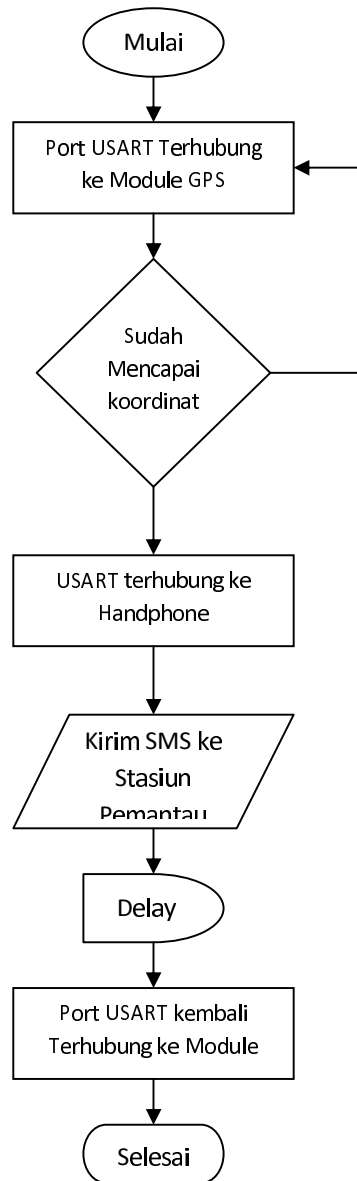 Mulai
Port USART Terhubung
ke Module GPS
Sudah
Mencapai
koordinat
USART terhubung ke
Handphone
Kirim SMS ke
Stasiun
Pemantau
Delay
Port USART kembali
Terhubung ke Module
Selesai